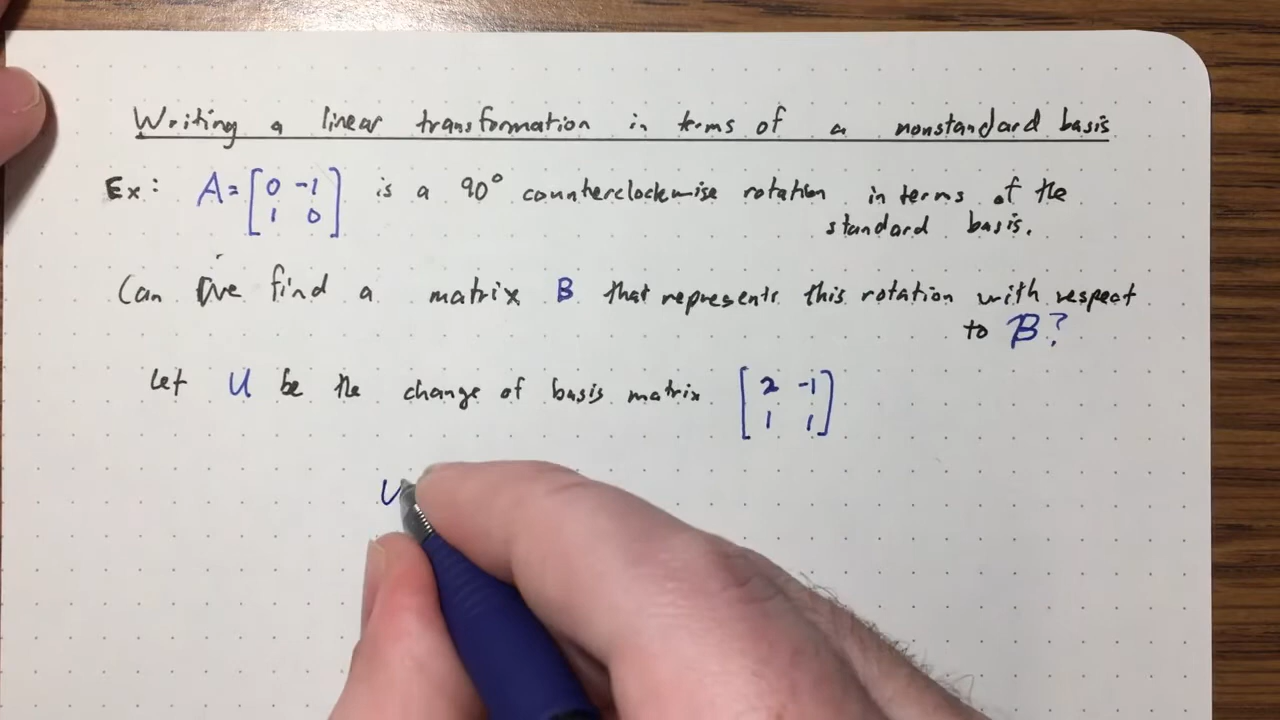 Writing a linear transformation in terms of a nonstandard basis
Ex: A = [0 -1
1 0] is a 90° counterclockwise rotation in terms of the
standard basis.
Can we find a matrix B that represents this rotation with respect
to B?
Let U be the change of basis matrix [2 -1
1 1]
U